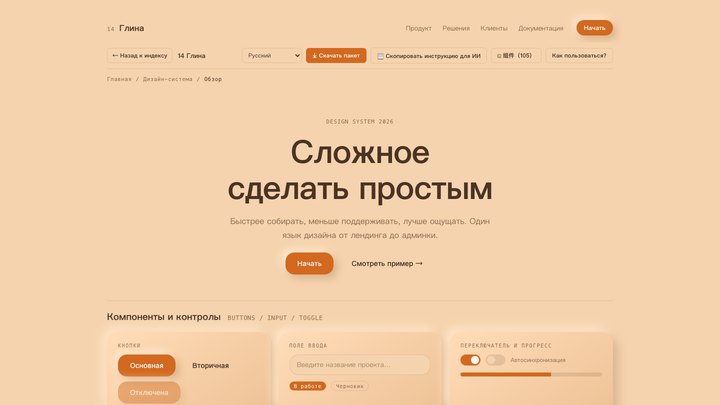 14 Глина
Продукт Решения Клиенты Документация Начать
← Назад к индексу 14 Глина Русский Скачать пакет Скопировать инструкцию для ИИ 组件 (105) Как пользоваться?
Главная / Дизайн-система / Обзор
DESIGN SYSTEM 2026
Сложное
сделать простым
Быстрее собирать, меньше поддерживать, лучше ощущать. Один
язык дизайна от лендинга до админки.
Начать Смотреть пример →
Компоненты и контролы BUTTONS / INPUT / TOGGLE
КНОПКИ
Основная Вторичная
Отключена
ПОЛЕ ВВОДА
Введите название проекта…
В работе Черновик
ПЕРЕКЛЮЧАТЕЛЬ И ПРОГРЕСС
Автосинхронизация